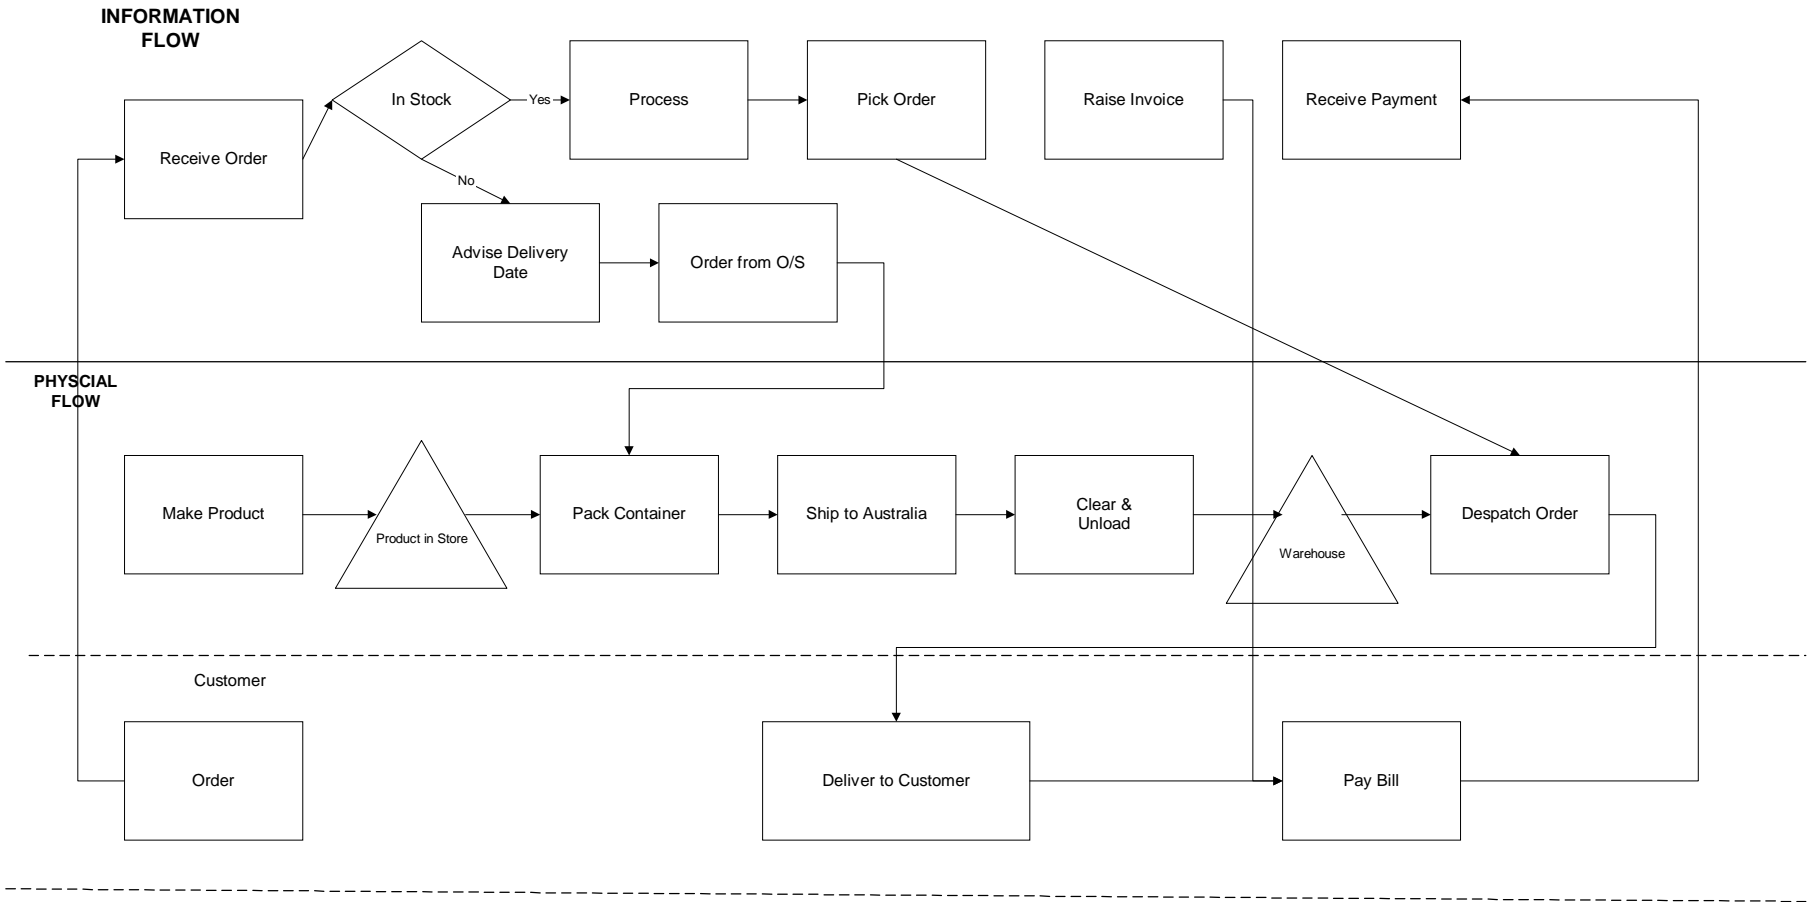 INFORMATION
FLOW
In Stock
Yes
Process
Pick Order
Raise Invoice
Receive Payment
Receive Order
No
Advise Delivery
Date
Order from O/S
PHYSCIAL
FLOW
Make Product
Product in Store
Pack Container
Ship to Australia
Clear &
Unload
Warehouse
Despatch Order
Customer
Order
Deliver to Customer
Pay Bill